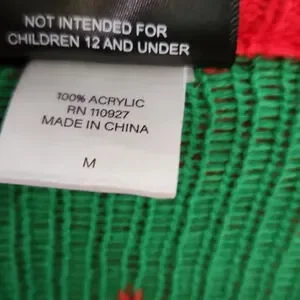 NOT INTENDED FOR
CHILDREN 12 AND UNDER
100% ACRYLIC
RN 110927
MADE IN CHINA
M